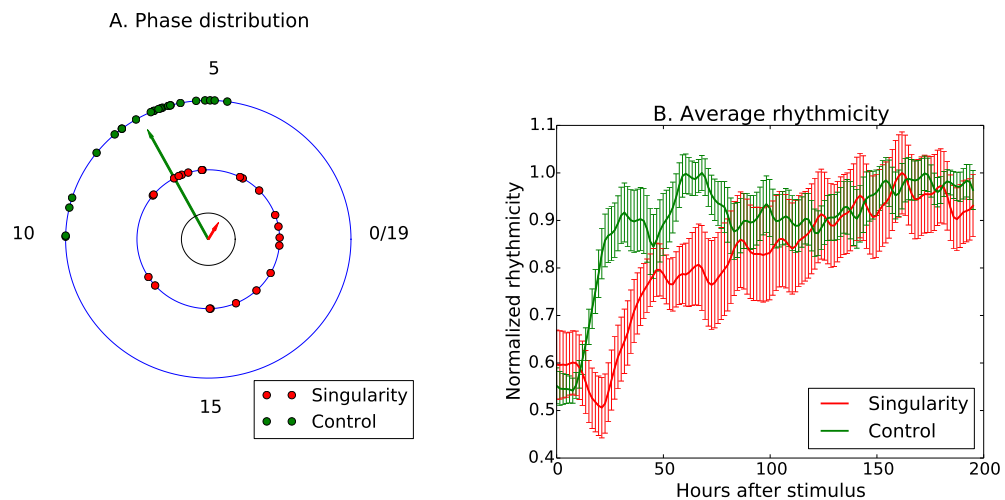 A. Phase distribution
5
10
0/19
15
Singularity
Control
B. Average rhythmicity
Normalized rhythmicity
1.1
1.0
0.9
0.8
0.7
0.6
0.5
0.4
Singularity
Control
0 50 100 150 200
Hours after stimulus